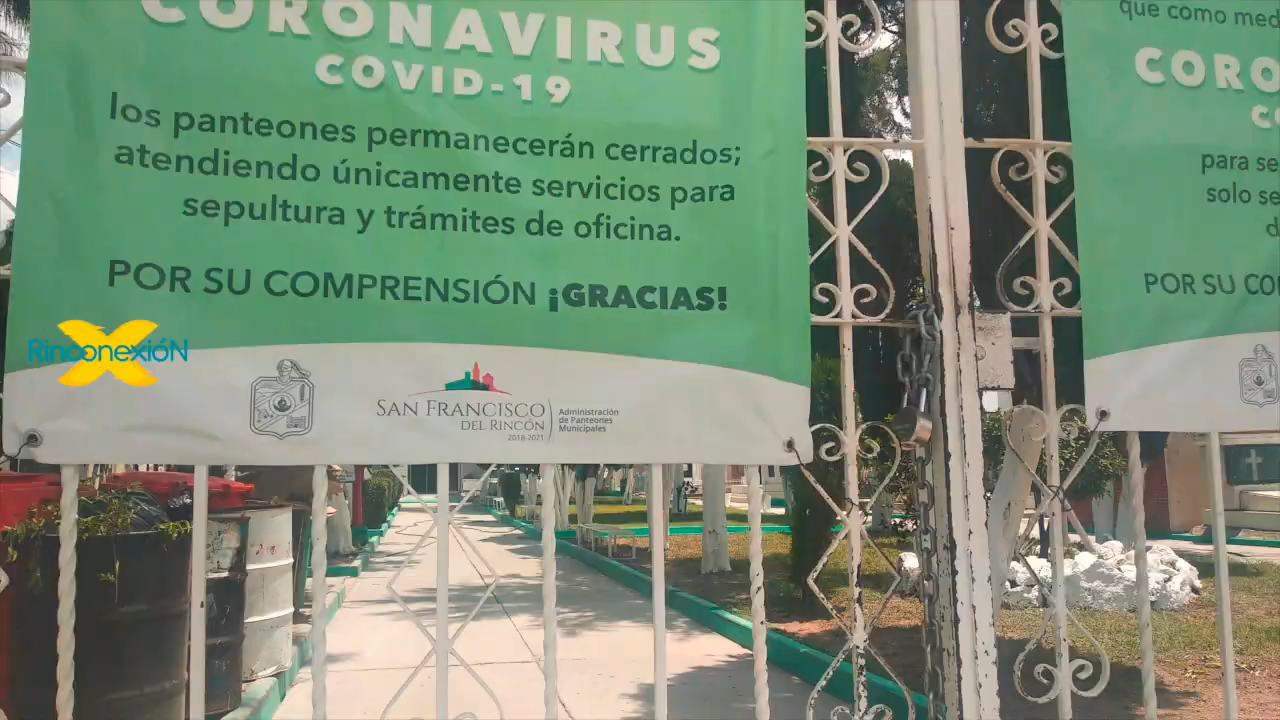 CORONAVIRUS
COVID-19
los panteones permanecerán cerrados;
atendiendo únicamente servicios para
sepultura y trámites de oficina.
POR SU COMPRENSIÓN ¡GRACIAS!
RinconexióN
SAN FRANCISCO
DEL RINCÓN
2018-2021
Administración
de Panteones
Municipales
que como med
CORO
CO
para se
solo se
d
POR SU CO